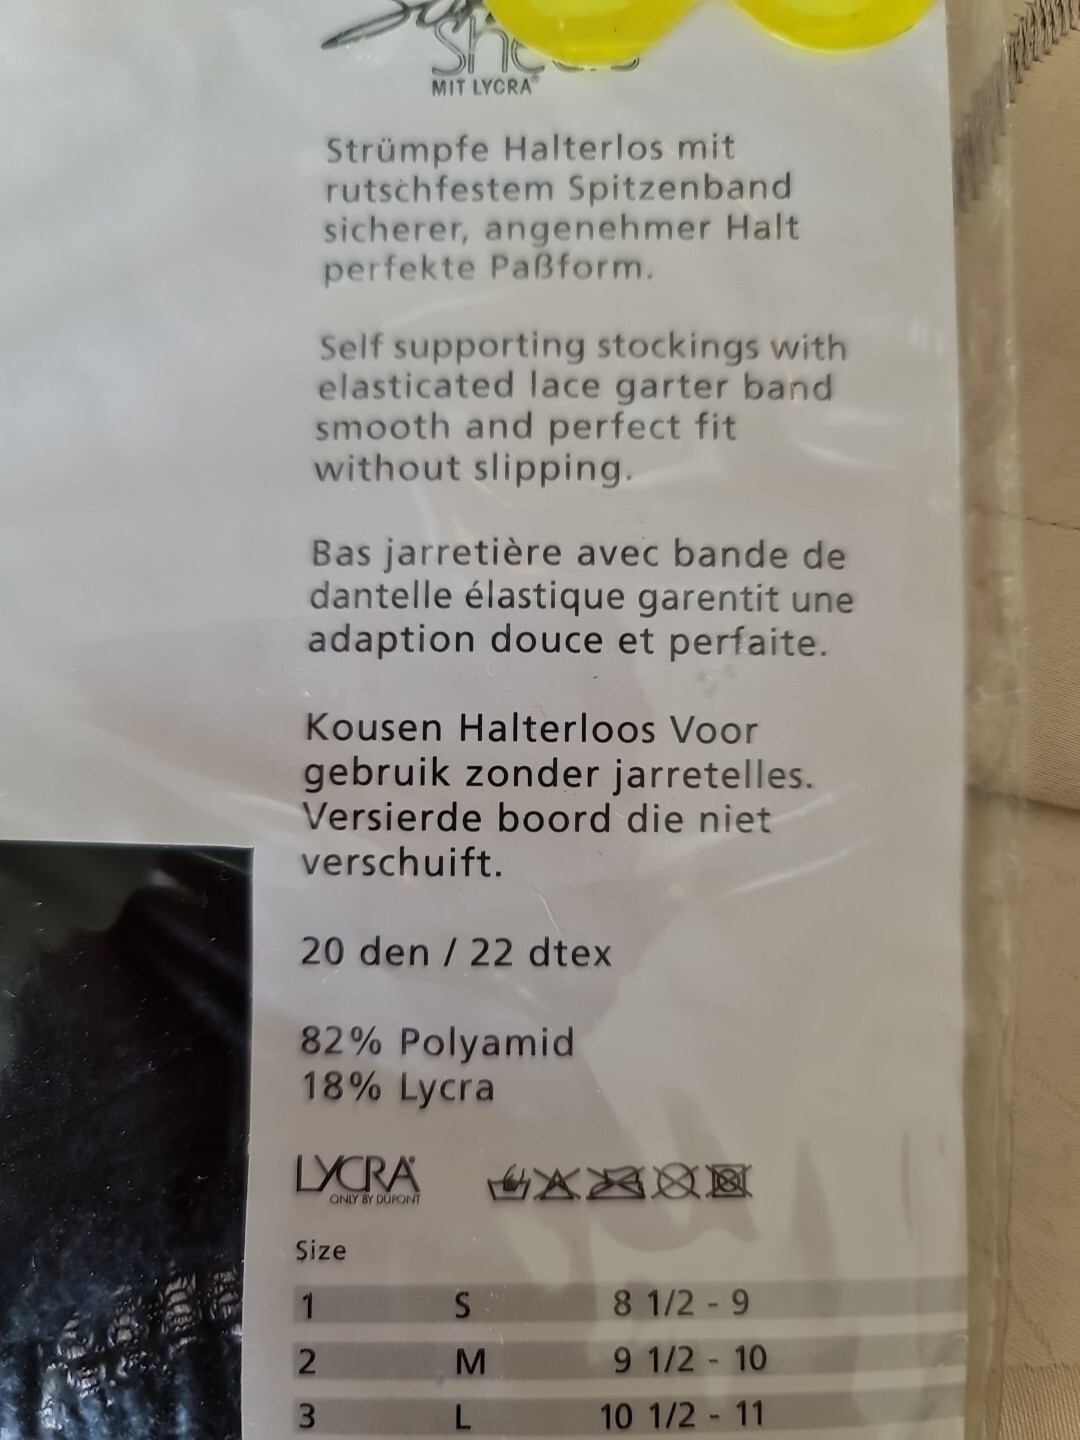 MIT LYCRA®
Strümpfe Halterlos mit
rutschfestem Spitzenband
sicherer, angenehmer Halt
perfekte Paßform.
Self supporting stockings with
elasticated lace garter band
smooth and perfect fit
without slipping.
Bas jarretière avec bande de
dantelle élastique garentit une
adaption douce et perfaite.
Kousen Halterloos Voor
gebruik zonder jarretelles.
Versierde boord die niet
verschuift.
20 den / 22 dtex
82% Polyamid
18% Lycra
LYCRA®
ONLY BY DUPONT
Size
1 S 8 1/2 - 9
2 M 9 1/2 - 10
3 L 10 1/2 - 11